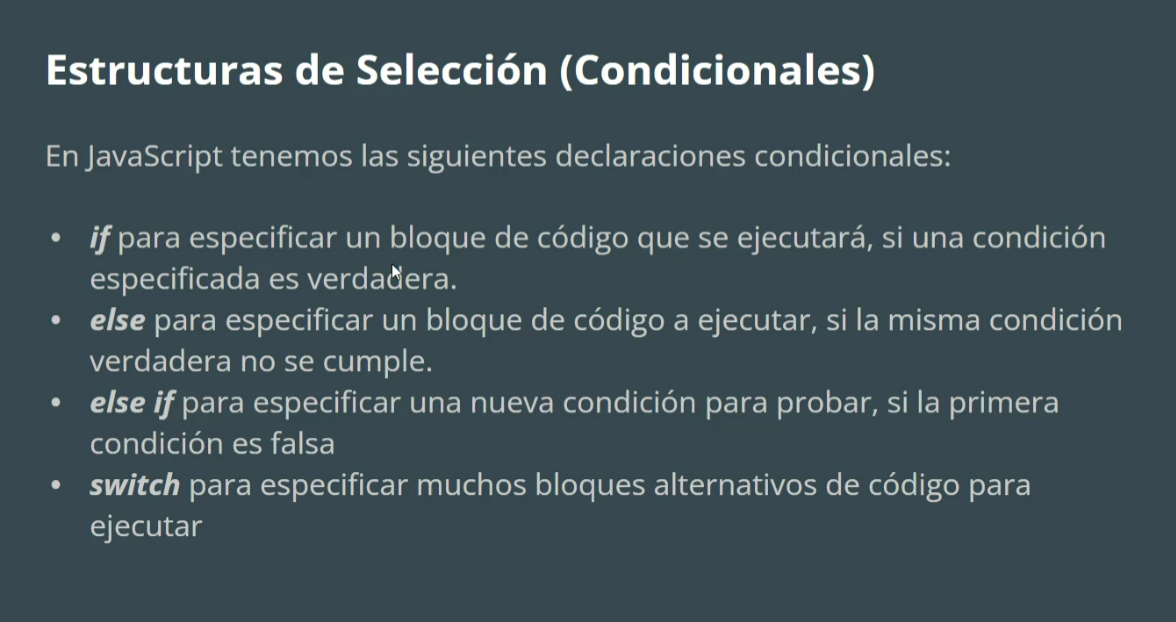 Estructuras de Selección (Condicionales)
En JavaScript tenemos las siguientes declaraciones condicionales:
• if para especificar un bloque de código que se ejecutará, si una condición
especificada es verdadera.
• else para especificar un bloque de código a ejecutar, si la misma condición
verdadera no se cumple.
• else if para especificar una nueva condición para probar, si la primera
condición es falsa
• switch para especificar muchos bloques alternativos de código para
ejecutar